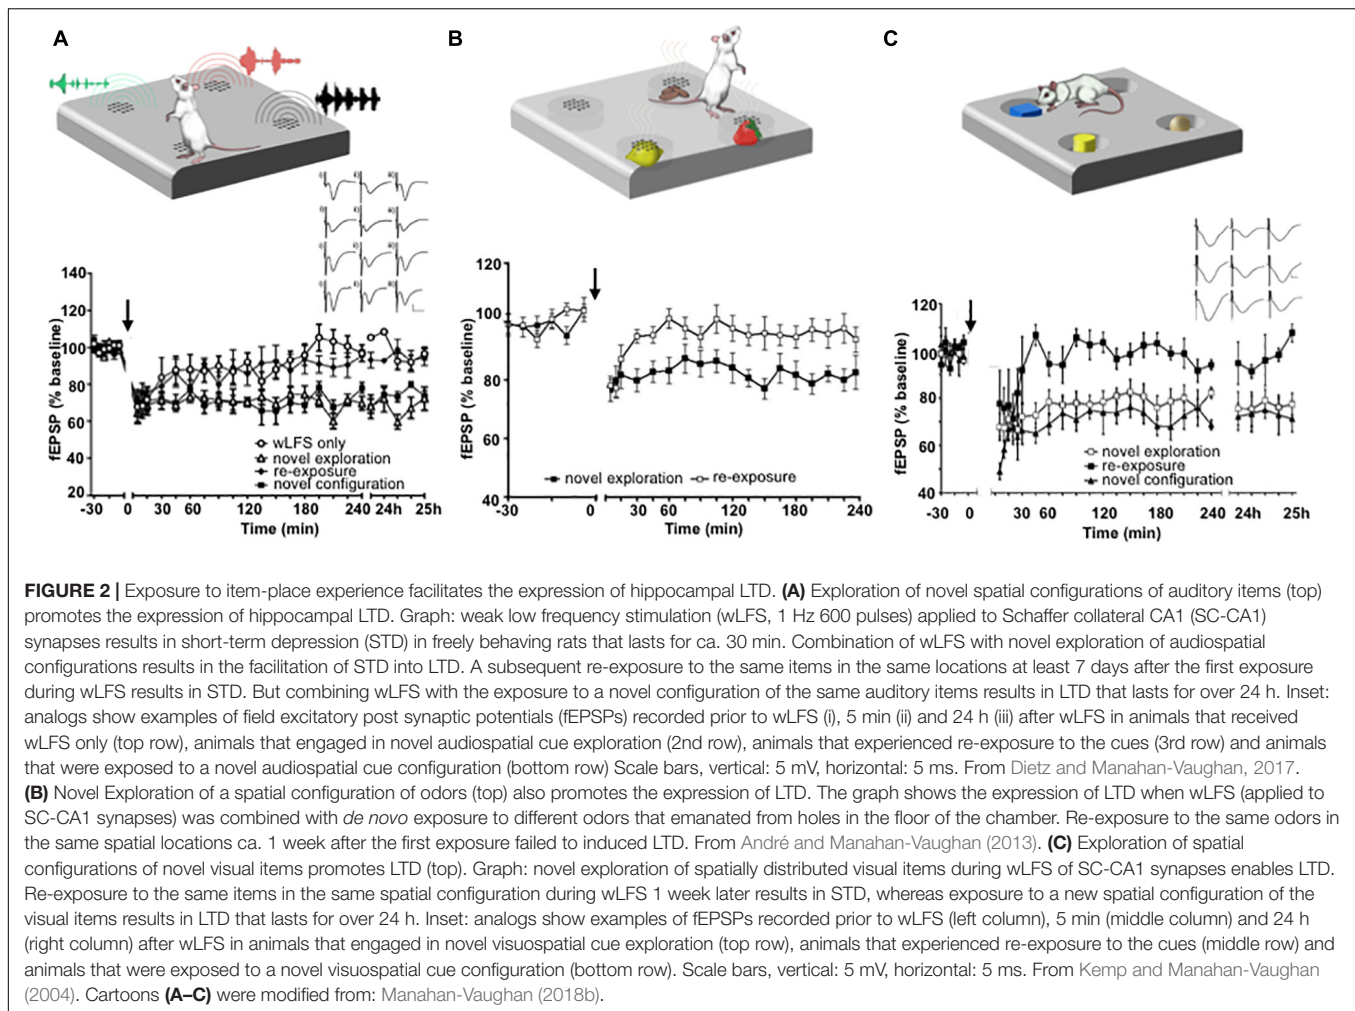 A
B
C
140
120
100
80
60
40
20
fEPSP (% baseline)
wLFS only
novel exploration
re-exposure
novel configuration
-30 0 60 120 180 240 24h 25h
Time (min)
120
100
80
60
40
fEPSP (% baseline)
novel exploration re-exposure
-30 0 60 120 180 240
Time (min)
120
100
80
60
40
fEPSP (% baseline)
novel exploration
re-exposure
novel configuration
-30 0 30 60 120 180 240 24h 25h
Time (min)
FIGURE 2 | Exposure to item-place experience facilitates the expression of hippocampal LTD. (A) Exploration of novel spatial configurations of auditory items (top)
promotes the expression of hippocampal LTD. Graph: weak low frequency stimulation (wLFS, 1 Hz 600 pulses) applied to Schaffer collateral CA1 (SC-CA1)
synapses results in short-term depression (STD) in freely behaving rats that lasts for ca. 30 min. Combination of wLFS with novel exploration of audiospatial
configurations results in the facilitation of STD into LTD. A subsequent re-exposure to the same items in the same locations at least 7 days after the first exposure
during wLFS results in STD. But combining wLFS with the exposure to a novel configuration of the same auditory items results in LTD that lasts for over 24 h. Inset:
analogs show examples of field excitatory post synaptic potentials (fEPSPs) recorded prior to wLFS (i), 5 min (ii) and 24 h (iii) after wLFS in animals that received
wLFS only (top row), animals that engaged in novel audiospatial cue exploration (2nd row), animals that experienced re-exposure to the cues (3rd row) and animals
that were exposed to a novel audiospatial cue configuration (bottom row) Scale bars, vertical: 5 mV, horizontal: 5 ms. From Dietz and Manahan-Vaughan, 2017.
(B) Novel Exploration of a spatial configuration of odors (top) also promotes the expression of LTD. The graph shows the expression of LTD when wLFS (applied to
SC-CA1 synapses) was combined with de novo exposure to different odors that emanated from holes in the floor of the chamber. Re-exposure to the same odors in
the same spatial locations ca. 1 week after the first exposure failed to induced LTD. From André and Manahan-Vaughan (2013). (C) Exploration of spatial
configurations of novel visual items promotes LTD (top). Graph: novel exploration of spatially distributed visual items during wLFS of SC-CA1 synapses enables LTD.
Re-exposure to the same items in the same spatial configuration during wLFS 1 week later results in STD, whereas exposure to a new spatial configuration of the
visual items results in LTD that lasts for over 24 h. Inset: analogs show examples of fEPSPs recorded prior to wLFS (left column), 5 min (middle column) and 24 h
(right column) after wLFS in animals that engaged in novel visuospatial cue exploration (top row), animals that experienced re-exposure to the cues (middle row) and
animals that were exposed to a novel visuospatial cue configuration (bottom row). Scale bars, vertical: 5 mV, horizontal: 5 ms. From Kemp and Manahan-Vaughan
(2004). Cartoons (A–C) were modified from: Manahan-Vaughan (2018b).